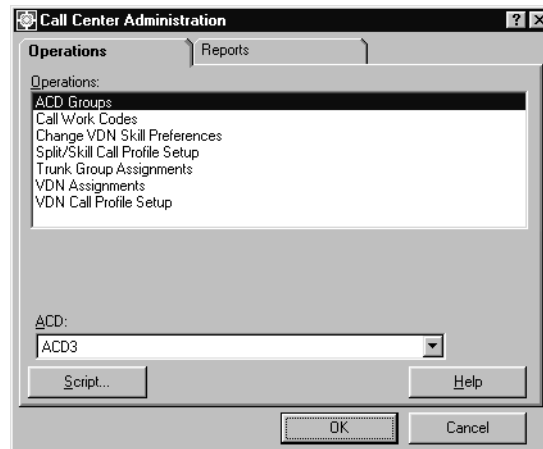 Call Center Administration
Operations
Reports
Operations:
ACD Groups
Call Work Codes
Change VDN Skill Preferences
Split/Skill Call Profile Setup
Trunk Group Assignments
VDN Assignments
VDN Call Profile Setup
ACD:
ACD3
Script...
Help
OK
Cancel